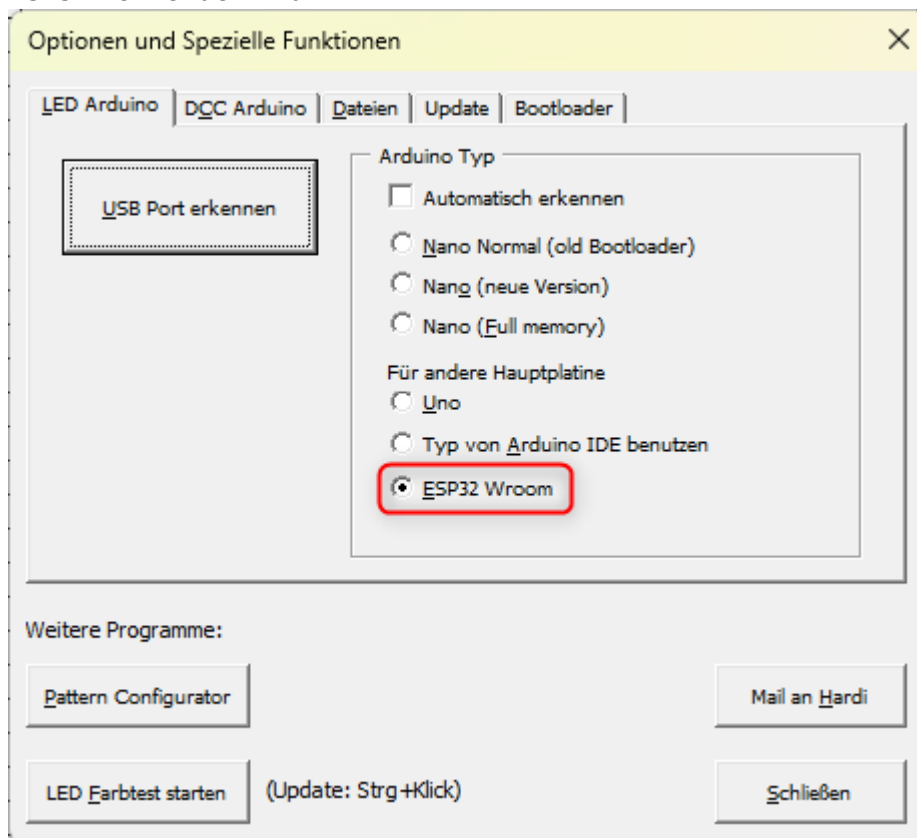 Optionen und Spezielle Funktionen
LED Arduino DCC Arduino Dateien Update Bootloader
USB Port erkennen
Arduino Typ
Automatisch erkennen
Nano Normal (old Bootloader)
Nano (neue Version)
Nano (Full memory)
Für andere Hauptplatine
Uno
Typ von Arduino IDE benutzen
ESP32 Wroom
Weitere Programme:
Pattern Configurator
Mail an Hardi
LED Farbtest starten
(Update: Strg+Klick)
Schließen